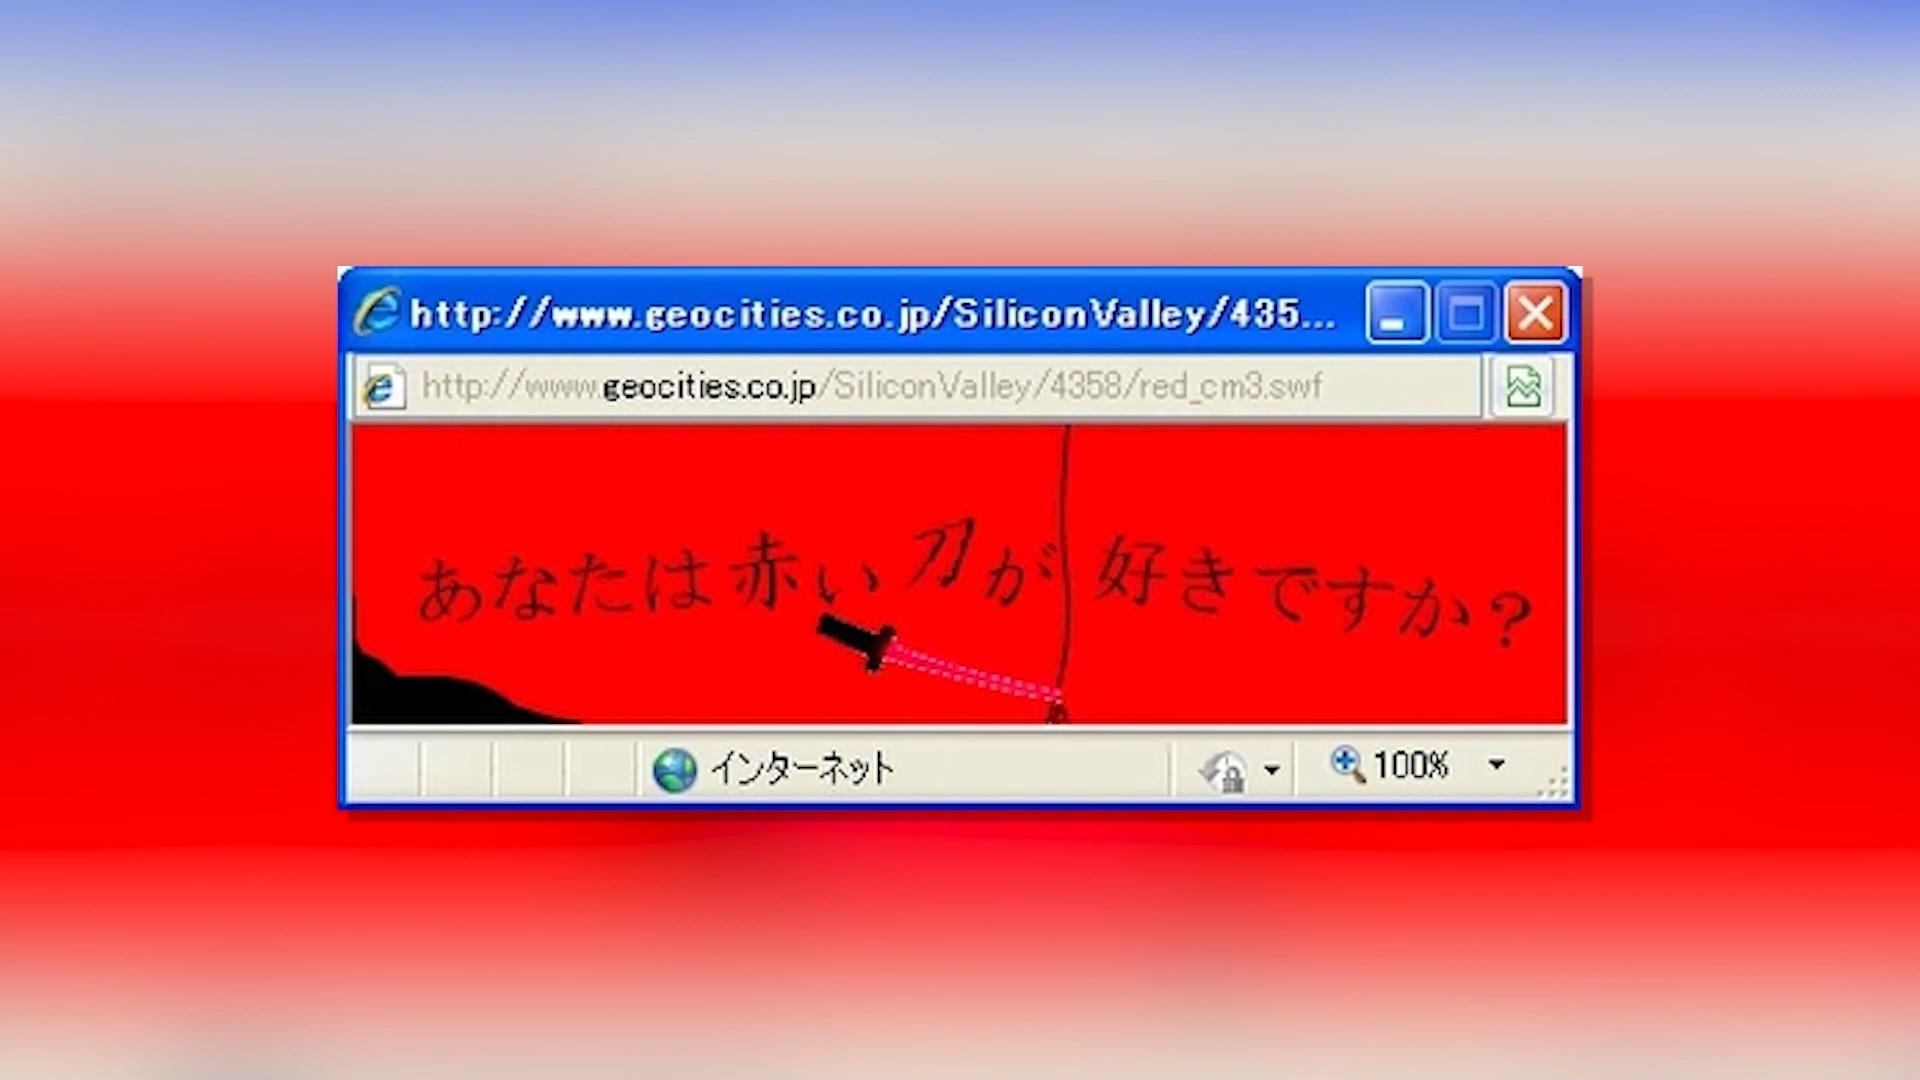 http://www.geocities.co.jp/SiliconValley/435...
http://www.geocities.co.jp/SiliconValley/4358/red_cm3.swf
あなたは赤い刀が好きですか?
インターネット
100%